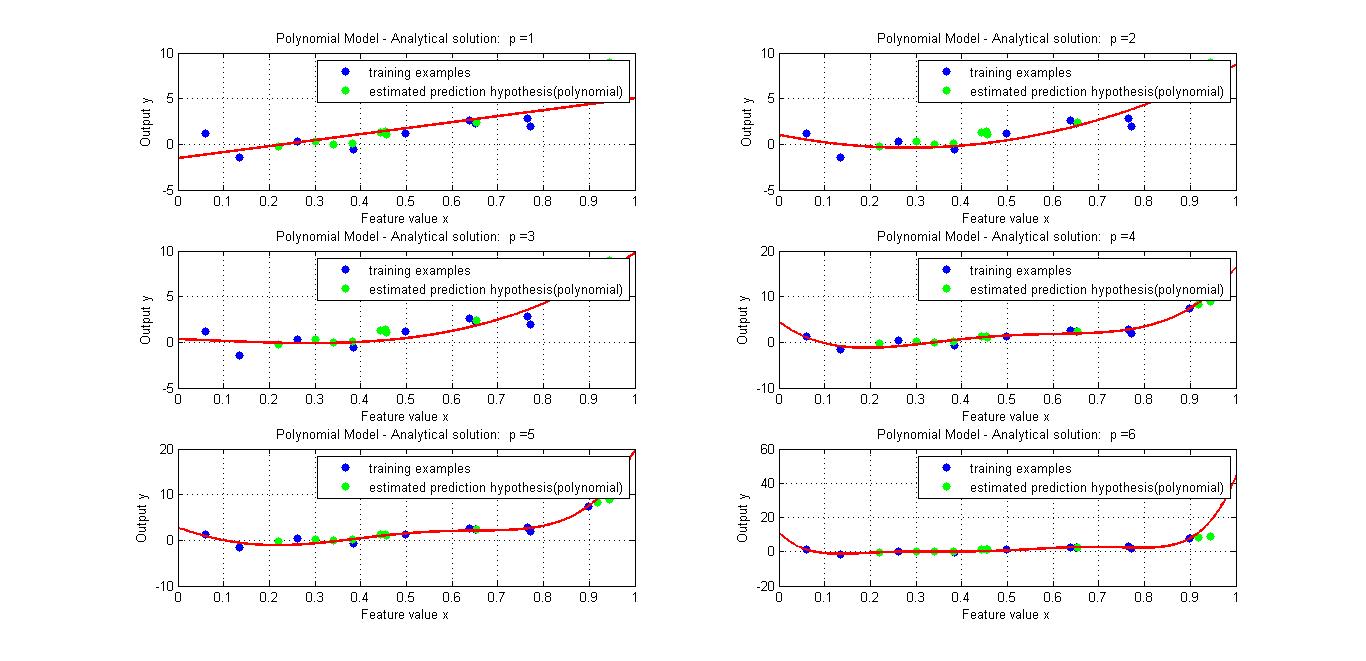 Polynomial Model - Analytical solution:  p =1
10
5
0
-5
Output y
training examples
estimated prediction hypothesis(polynomial)
0 0.1 0.2 0.3 0.4 0.5 0.6 0.7 0.8 0.9 1
Feature value x
Polynomial Model - Analytical solution:  p =2
10
5
0
-5
Output y
training examples
estimated prediction hypothesis(polynomial)
0 0.1 0.2 0.3 0.4 0.5 0.6 0.7 0.8 0.9 1
Feature value x
Polynomial Model - Analytical solution:  p =3
10
5
0
-5
Output y
training examples
estimated prediction hypothesis(polynomial)
0 0.1 0.2 0.3 0.4 0.5 0.6 0.7 0.8 0.9 1
Feature value x
Polynomial Model - Analytical solution:  p =4
20
10
0
-10
Output y
training examples
estimated prediction hypothesis(polynomial)
0 0.1 0.2 0.3 0.4 0.5 0.6 0.7 0.8 0.9 1
Feature value x
Polynomial Model - Analytical solution:  p =5
20
10
0
-10
Output y
training examples
estimated prediction hypothesis(polynomial)
0 0.1 0.2 0.3 0.4 0.5 0.6 0.7 0.8 0.9 1
Feature value x
Polynomial Model - Analytical solution:  p =6
60
40
20
0
-20
Output y
training examples
estimated prediction hypothesis(polynomial)
0 0.1 0.2 0.3 0.4 0.5 0.6 0.7 0.8 0.9 1
Feature value x